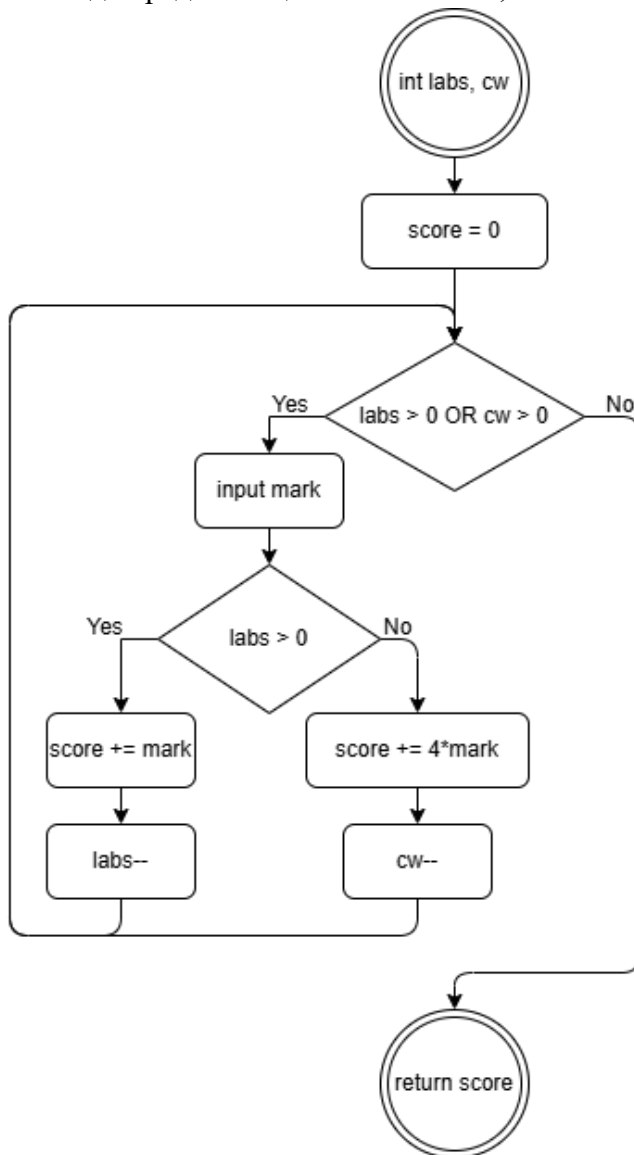 int labs, cw
score = 0
labs > 0 OR cw > 0
Yes
No
input mark
labs > 0
Yes
No
score += mark
score += 4*mark
labs--
cw--
return score